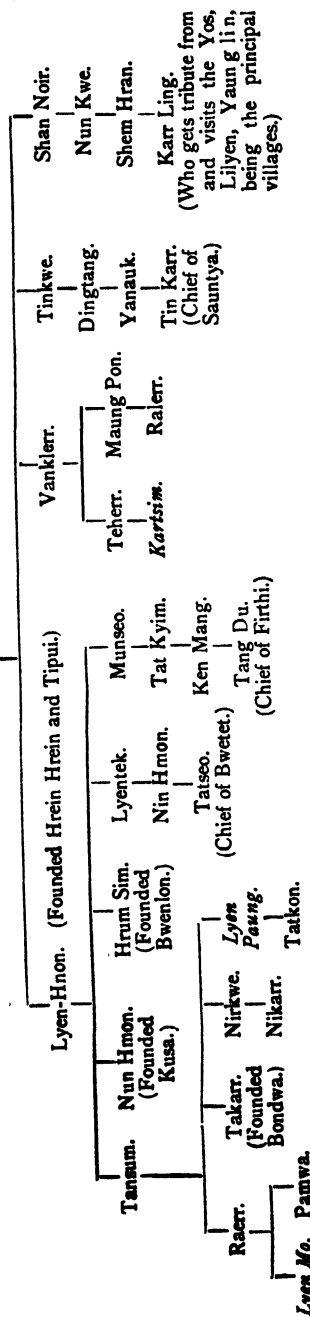 Lyen-Hnon. (Founded Hrein Hrein and Tipui.)
Vanklerr.
Tinkwe.
Shan Noir.
Tansum.
Nun Hmon.
(Founded
Kusa.)
Hrum Sim.
(Founded
Bwenlon.)
Lyentek.
Munseo.
Teherr.
Maung Pon.
Dingtang.
Nun Kwe.
Nin Hmon.
Tat Kyim.
Kartsim.
Ralerr.
Yanauk.
Shem Hran.
Tatseo.
(Chief of Bwetet.)
Ken Mang.
Tin Karr.
(Chief of
Sauntya.)
Karr Ling.
(Who gets tribute from
and visits the Yos,
Lilyen, Yaung lin,
being the principal
villages.)
Tang Du.
(Chief of Firthi.)
Raerr.
Takarr.
(Founded
Bondwa.)
Nirkwe.
Lyen
Paung.
Nikarr.
Tatkon.
Lyen Mo.
Pamwa.